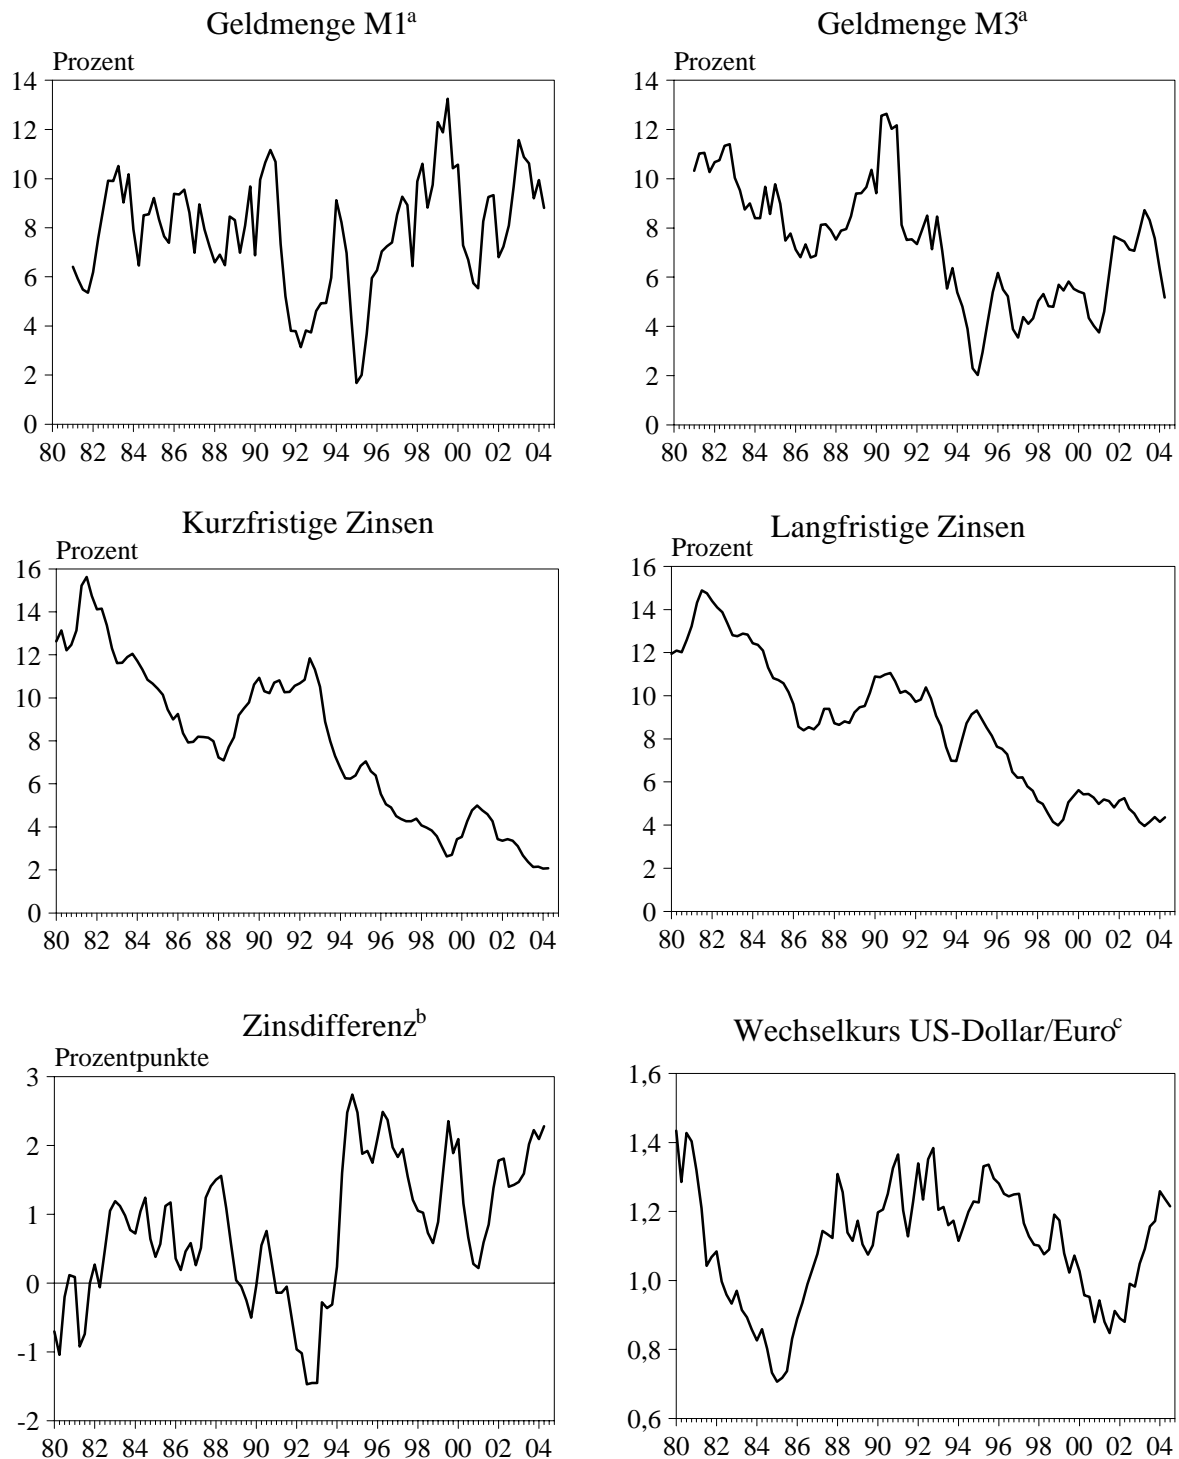 Geldmenge M1ᵃ
Prozent
14
12
10
8
6
4
2
0
80 82 84 86 88 90 92 94 96 98 00 02 04
Geldmenge M3ᵃ
Prozent
14
12
10
8
6
4
2
0
80 82 84 86 88 90 92 94 96 98 00 02 04
Kurzfristige Zinsen
Prozent
16
14
12
10
8
6
4
2
0
80 82 84 86 88 90 92 94 96 98 00 02 04
Langfristige Zinsen
Prozent
16
14
12
10
8
6
4
2
0
80 82 84 86 88 90 92 94 96 98 00 02 04
Zinsdifferenzᵇ
Prozentpunkte
3
2
1
0
-1
-2
80 82 84 86 88 90 92 94 96 98 00 02 04
Wechselkurs US-Dollar/Euroᶜ
1,6
1,4
1,2
1,0
0,8
0,6
80 82 84 86 88 90 92 94 96 98 00 02 04